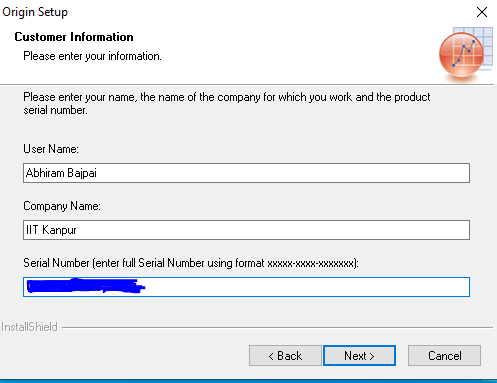 Origin Setup
Customer Information
Please enter your information.
Please enter your name, the name of the company for which you work and the product
serial number.
User Name:
Abhiram Bajpai
Company Name:
IIT Kanpur
Serial Number (enter full Serial Number using format xxxxx-xxxx-xxxxxxx):
InstallShield
< Back
Next >
Cancel